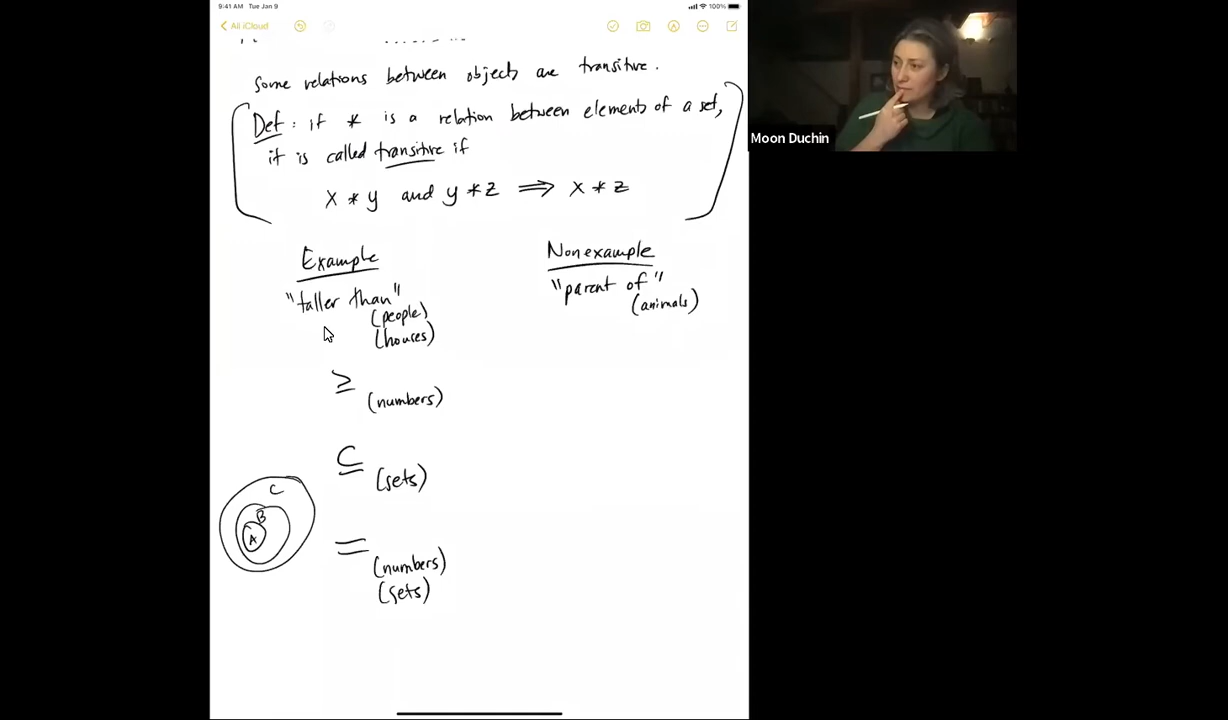 9:41 AM Tue Jan 9
100%
All iCloud
Some relations between objects are transitive.
Def: if * is a relation between elements of a set,
it is called transitive if
x * y and y * z ⟹ x * z
Example
Nonexample
"taller than"
(people)
(houses)
"parent of"
(animals)
≥
(numbers)
⊆
(sets)
C
B
A
=
(numbers)
(sets)
Moon Duchin